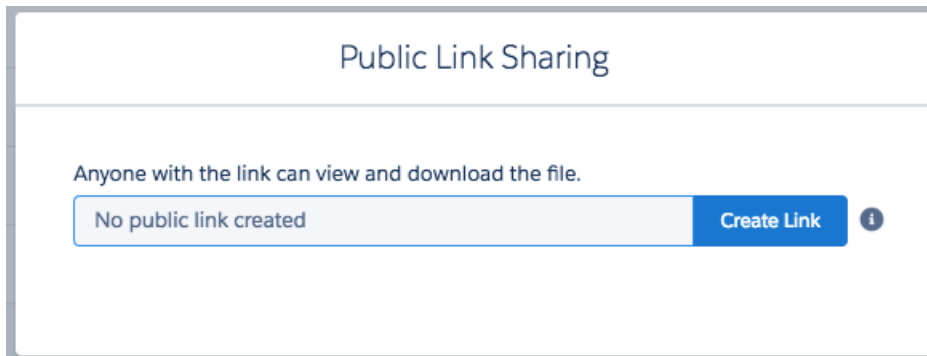 Public Link Sharing
Anyone with the link can view and download the file.
No public link created
Create Link